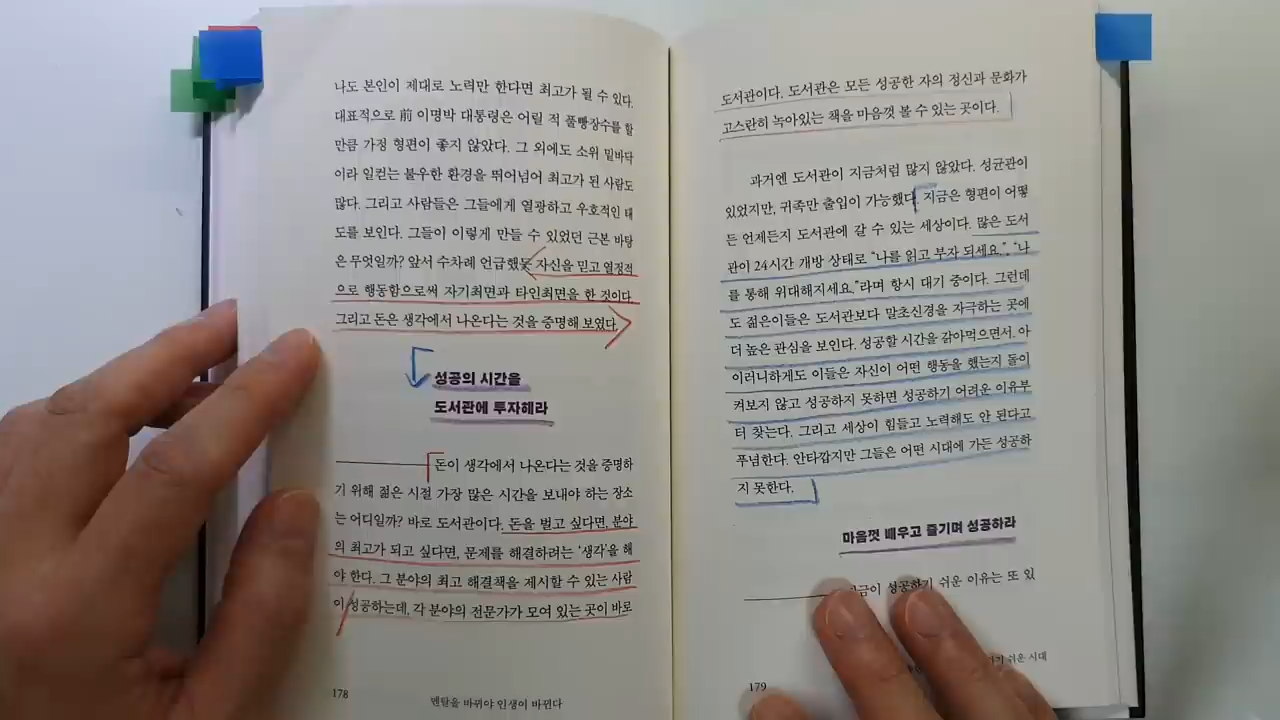 나도 본인이 제대로 노력만 한다면 최고가 될 수 있다.
대표적으로 前 이명박 대통령은 어릴 적 풀빵장수를 할
만큼 가정 형편이 좋지 않았다. 그 외에도 소위 밑바닥
이라 일컫는 불우한 환경을 뛰어넘어 최고가 된 사람도
많다. 그리고 사람들은 그들에게 열광하고 우호적인 태
도를 보인다. 그들이 이렇게 만들 수 있었던 근본 바탕
은 무엇일까? 앞서 수차례 언급했듯 자신을 믿고 열정적
으로 행동함으로써 자기최면과 타인최면을 한 것이다.
그리고 돈은 생각에서 나온다는 것을 증명해 보였다.
성공의 시간을
도서관에 투자해라
돈이 생각에서 나온다는 것을 증명하
기 위해 젊은 시절 가장 많은 시간을 보내야 하는 장소
는 어디일까? 바로 도서관이다. 돈을 벌고 싶다면, 분야
의 최고가 되고 싶다면, 문제를 해결하려는 '생각'을 해
야 한다. 그 분야의 최고 해결책을 제시할 수 있는 사람
이 성공하는데, 각 분야의 전문가가 모여 있는 곳이 바로
178
멘탈을 바꿔야 인생이 바뀐다
도서관이다. 도서관은 모든 성공한 자의 정신과 문화가
고스란히 녹아있는 책을 마음껏 볼 수 있는 곳이다.
과거엔 도서관이 지금처럼 많지 않았다. 성균관이
있었지만, 귀족만 출입이 가능했다. 지금은 형편이 어떻
든 언제든지 도서관에 갈 수 있는 세상이다. 많은 도서
관이 24시간 개방 상태로 "나를 읽고 부자 되세요.", "나
를 통해 위대해지세요."라며 항시 대기 중이다. 그런데
도 젊은이들은 도서관보다 말초신경을 자극하는 곳에
더 높은 관심을 보인다. 성공할 시간을 갉아먹으면서. 아
이러니하게도 이들은 자신이 어떤 행동을 했는지 돌이
켜보지 않고 성공하지 못하면 성공하기 어려운 이유부
터 찾는다. 그리고 세상이 힘들고 노력해도 안 된다고
푸념한다. 안타깝지만 그들은 어떤 시대에 가든 성공하
지 못한다.
마음껏 배우고 즐기며 성공하라
성공하기 쉬운 이유는 또 있
179
쉬운 시대